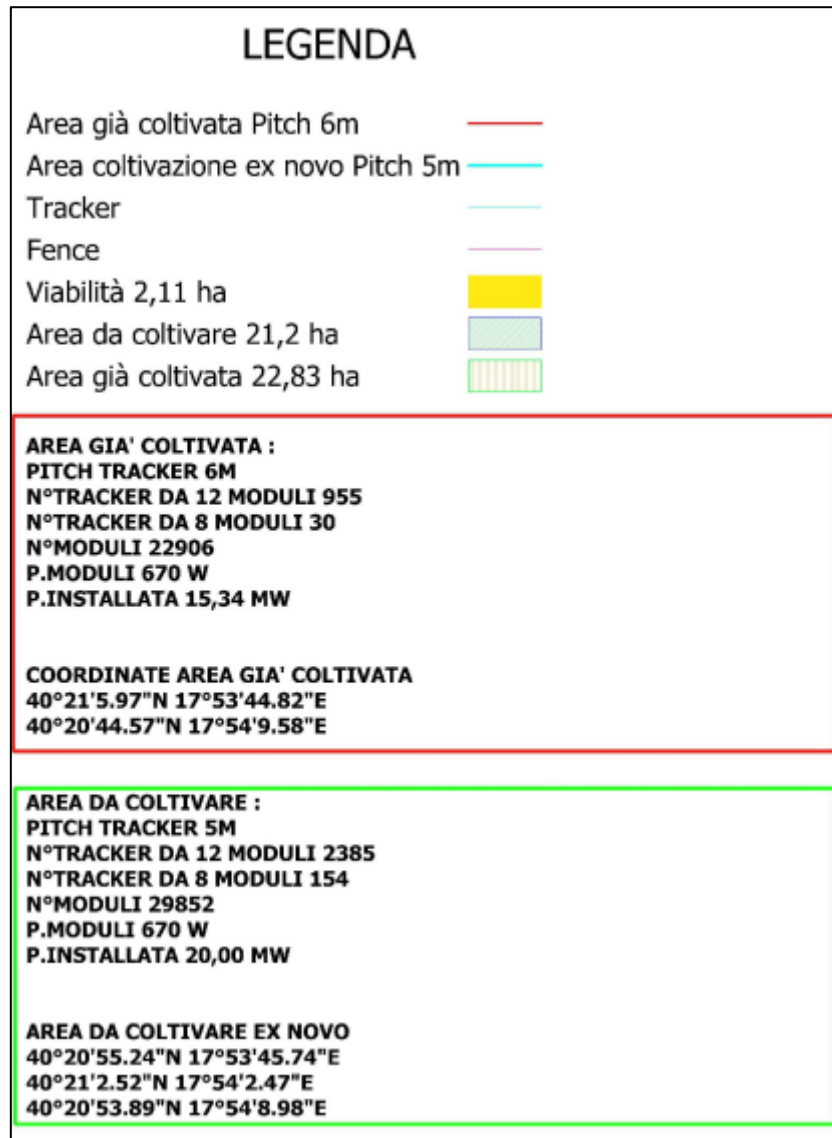 LEGENDA
Area già coltivata Pitch 6m
Area coltivazione ex novo Pitch 5m
Tracker
Fence
Viabilità 2,11 ha
Area da coltivare 21,2 ha
Area già coltivata 22,83 ha
AREA GIA' COLTIVATA :
PITCH TRACKER 6M
N°TRACKER DA 12 MODULI 955
N°TRACKER DA 8 MODULI 30
N°MODULI 22906
P.MODULI 670 W
P.INSTALLATA 15,34 MW
COORDINATE AREA GIA' COLTIVATA
40°21'5.97"N 17°53'44.82"E
40°20'44.57"N 17°54'9.58"E
AREA DA COLTIVARE :
PITCH TRACKER 5M
N°TRACKER DA 12 MODULI 2385
N°TRACKER DA 8 MODULI 154
N°MODULI 29852
P.MODULI 670 W
P.INSTALLATA 20,00 MW
AREA DA COLTIVARE EX NOVO
40°20'55.24"N 17°53'45.74"E
40°21'2.52"N 17°54'2.47"E
40°20'53.89"N 17°54'8.98"E